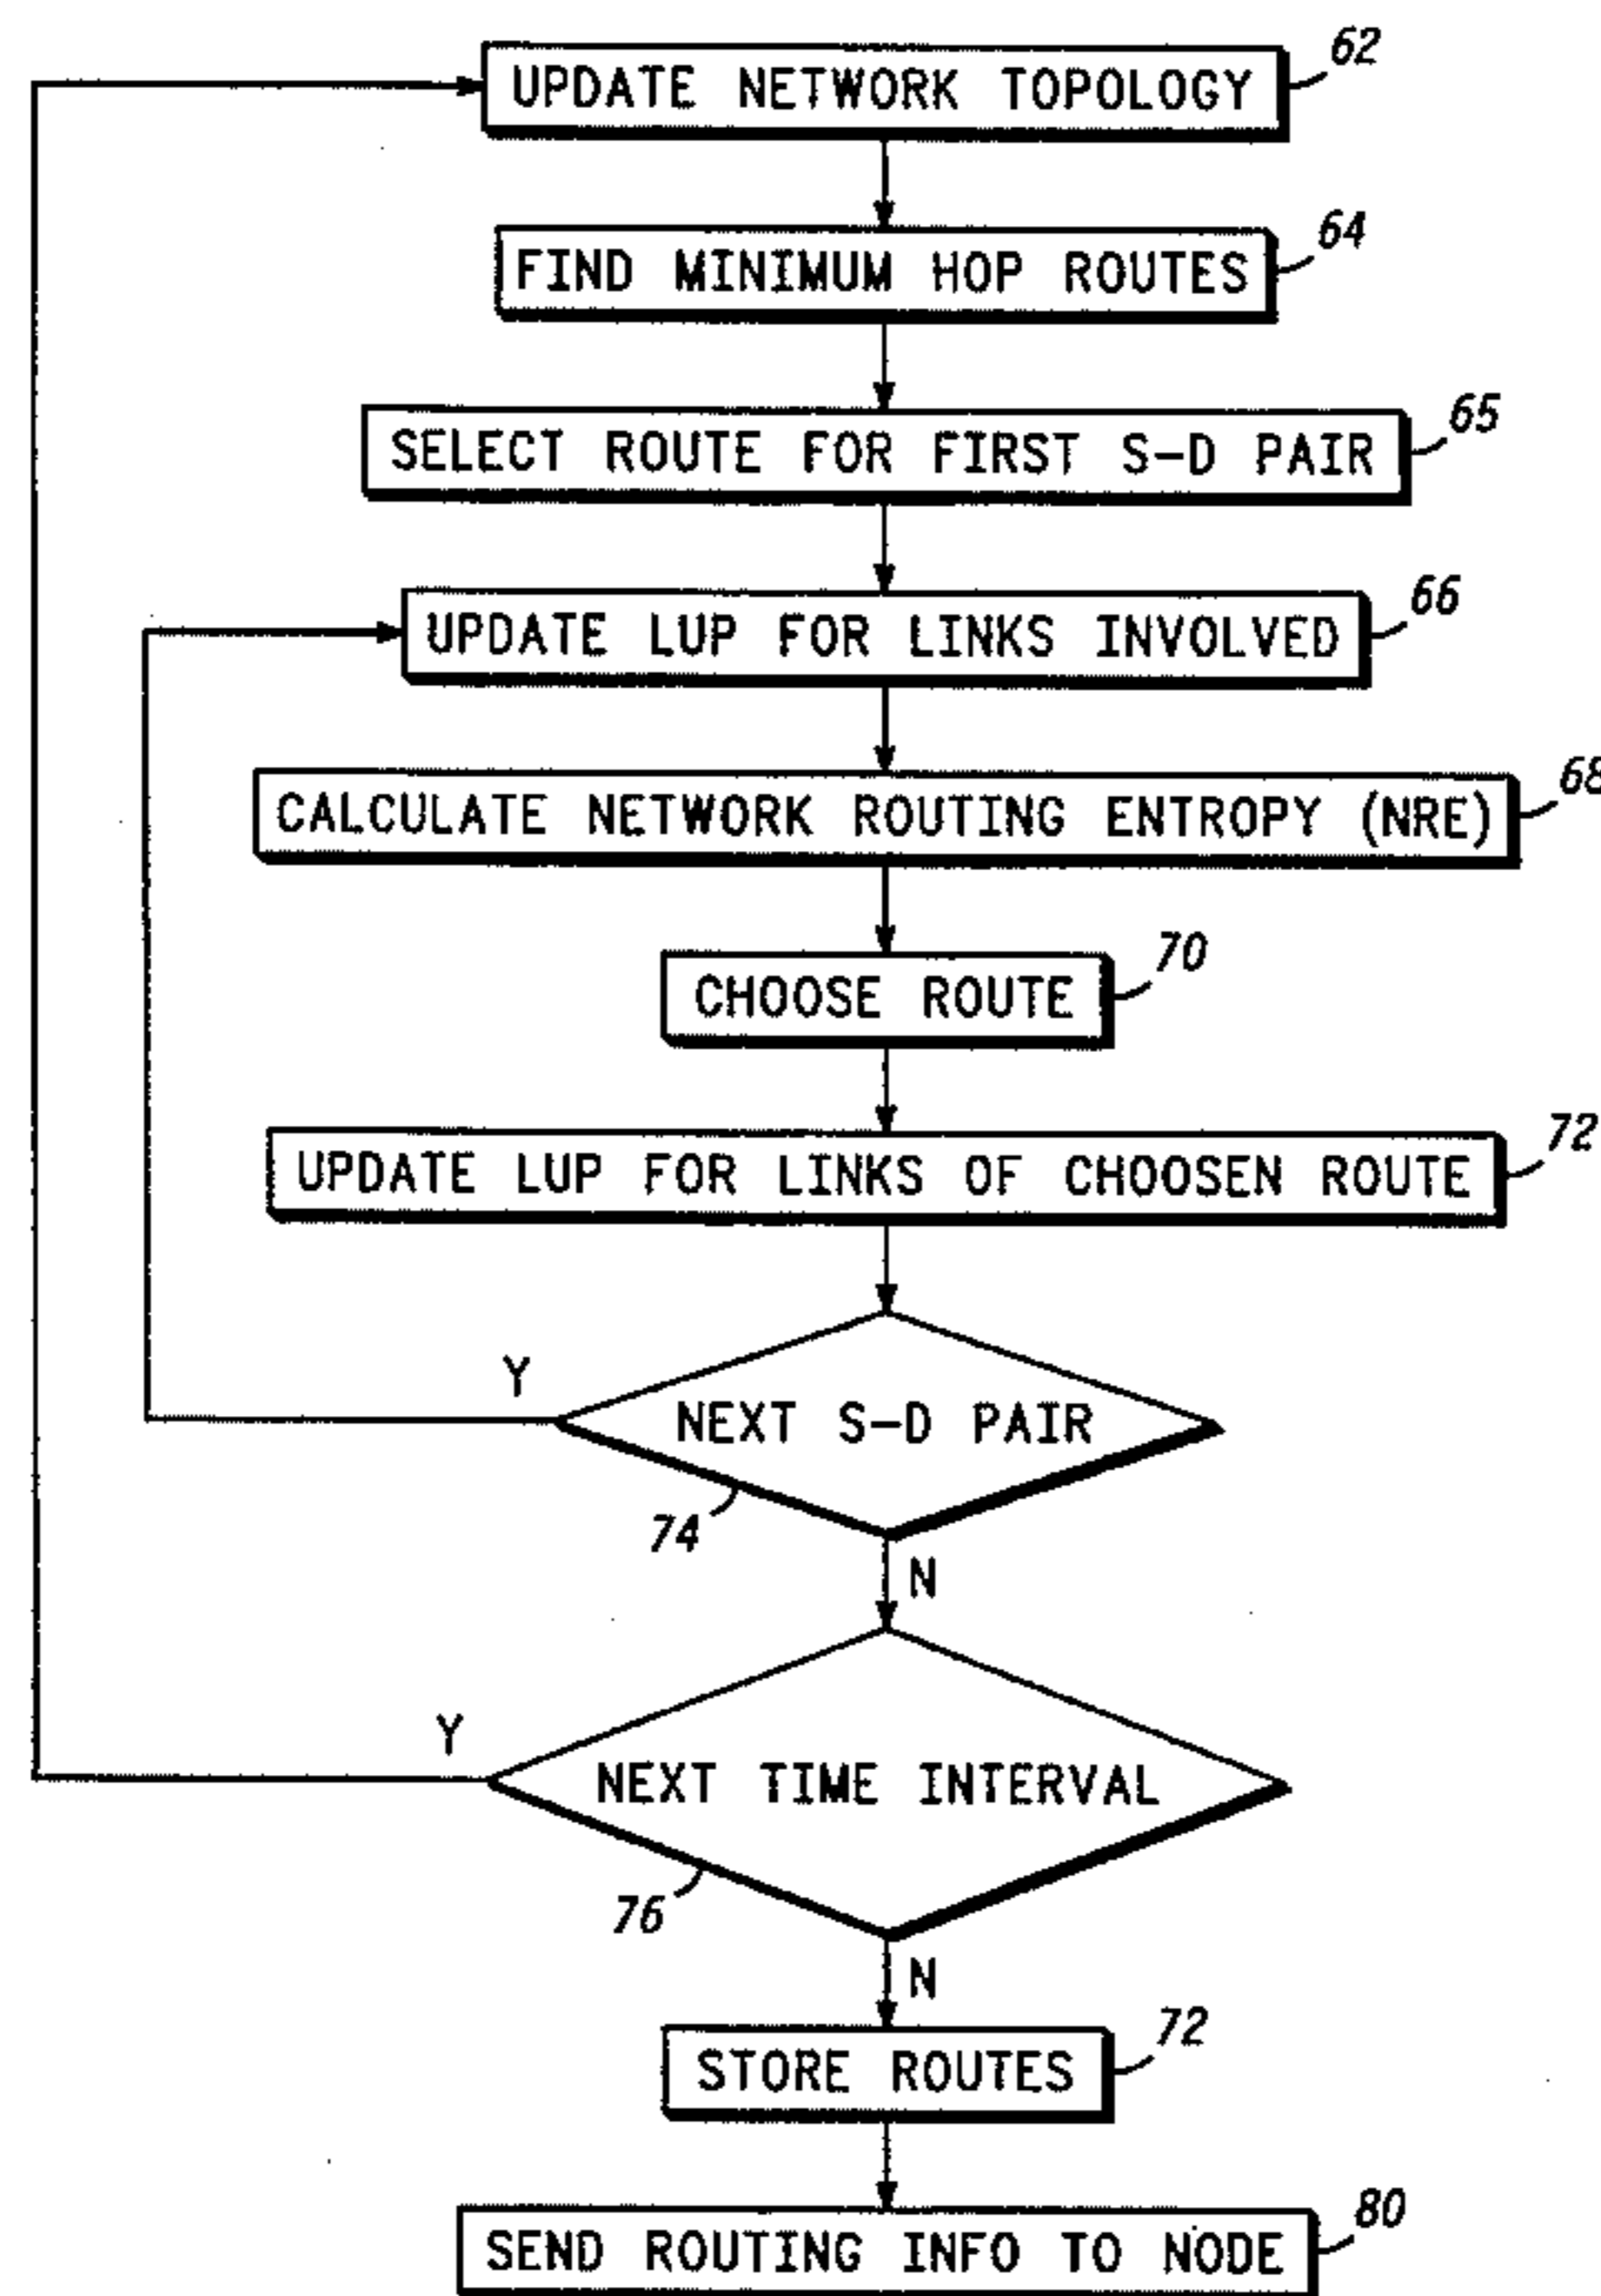 UPDATE NETWORK TOPOLOGY 62
FIND MINIMUM HOP ROUTES 64
SELECT ROUTE FOR FIRST S-D PAIR 65
UPDATE LUP FOR LINKS INVOLVED 66
CALCULATE NETWORK ROUTING ENTROPY (NRE) 68
CHOOSE ROUTE 70
UPDATE LUP FOR LINKS OF CHOOSEN ROUTE 72
Y
NEXT S-D PAIR
74
N
Y
NEXT TIME INTERVAL
76
N
STORE ROUTES 72
SEND ROUTING INFO TO NODE 80